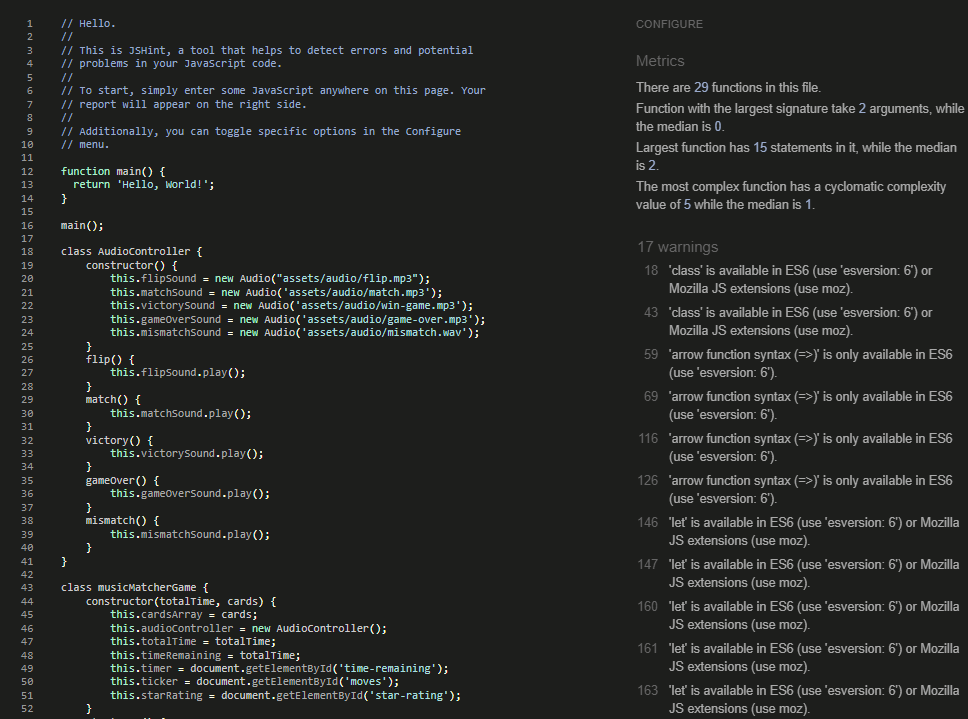 1 // Hello.
2 //
3 // This is JSHint, a tool that helps to detect errors and potential
4 // problems in your JavaScript code.
5 //
6 // To start, simply enter some JavaScript anywhere on this page. Your
7 // report will appear on the right side.
8 //
9 // Additionally, you can toggle specific options in the Configure
10 // menu.
11
12 function main() {
13   return 'Hello, World!';
14 }
15
16 main();
17
18 class AudioController {
19     constructor() {
20         this.flipSound = new Audio("assets/audio/flip.mp3");
21         this.matchSound = new Audio('assets/audio/match.mp3');
22         this.victorySound = new Audio('assets/audio/win-game.mp3');
23         this.gameOverSound = new Audio('assets/audio/game-over.mp3');
24         this.mismatchSound = new Audio('assets/audio/mismatch.wav');
25     }
26     flip() {
27         this.flipSound.play();
28     }
29     match() {
30         this.matchSound.play();
31     }
32     victory() {
33         this.victorySound.play();
34     }
35     gameOver() {
36         this.gameOverSound.play();
37     }
38     mismatch() {
39         this.mismatchSound.play();
40     }
41 }
42
43 class musicMatcherGame {
44     constructor(totalTime, cards) {
45         this.cardsArray = cards;
46         this.audioController = new AudioController();
47         this.totalTime = totalTime;
48         this.timeRemaining = totalTime;
49         this.timer = document.getElementById('time-remaining');
50         this.ticker = document.getElementById('moves');
51         this.starRating = document.getElementById('star-rating');
52     }
CONFIGURE
Metrics
There are 29 functions in this file.
Function with the largest signature take 2 arguments, while
the median is 0.
Largest function has 15 statements in it, while the median
is 2.
The most complex function has a cyclomatic complexity
value of 5 while the median is 1.
17 warnings
18 'class' is available in ES6 (use 'esversion: 6') or
Mozilla JS extensions (use moz).
43 'class' is available in ES6 (use 'esversion: 6') or
Mozilla JS extensions (use moz).
59 'arrow function syntax (=>)' is only available in ES6
(use 'esversion: 6').
69 'arrow function syntax (=>)' is only available in ES6
(use 'esversion: 6').
116 'arrow function syntax (=>)' is only available in ES6
(use 'esversion: 6').
126 'arrow function syntax (=>)' is only available in ES6
(use 'esversion: 6').
146 'let' is available in ES6 (use 'esversion: 6') or Mozilla
JS extensions (use moz).
147 'let' is available in ES6 (use 'esversion: 6') or Mozilla
JS extensions (use moz).
160 'let' is available in ES6 (use 'esversion: 6') or Mozilla
JS extensions (use moz).
161 'let' is available in ES6 (use 'esversion: 6') or Mozilla
JS extensions (use moz).
163 'let' is available in ES6 (use 'esversion: 6') or Mozilla
JS extensions (use moz).